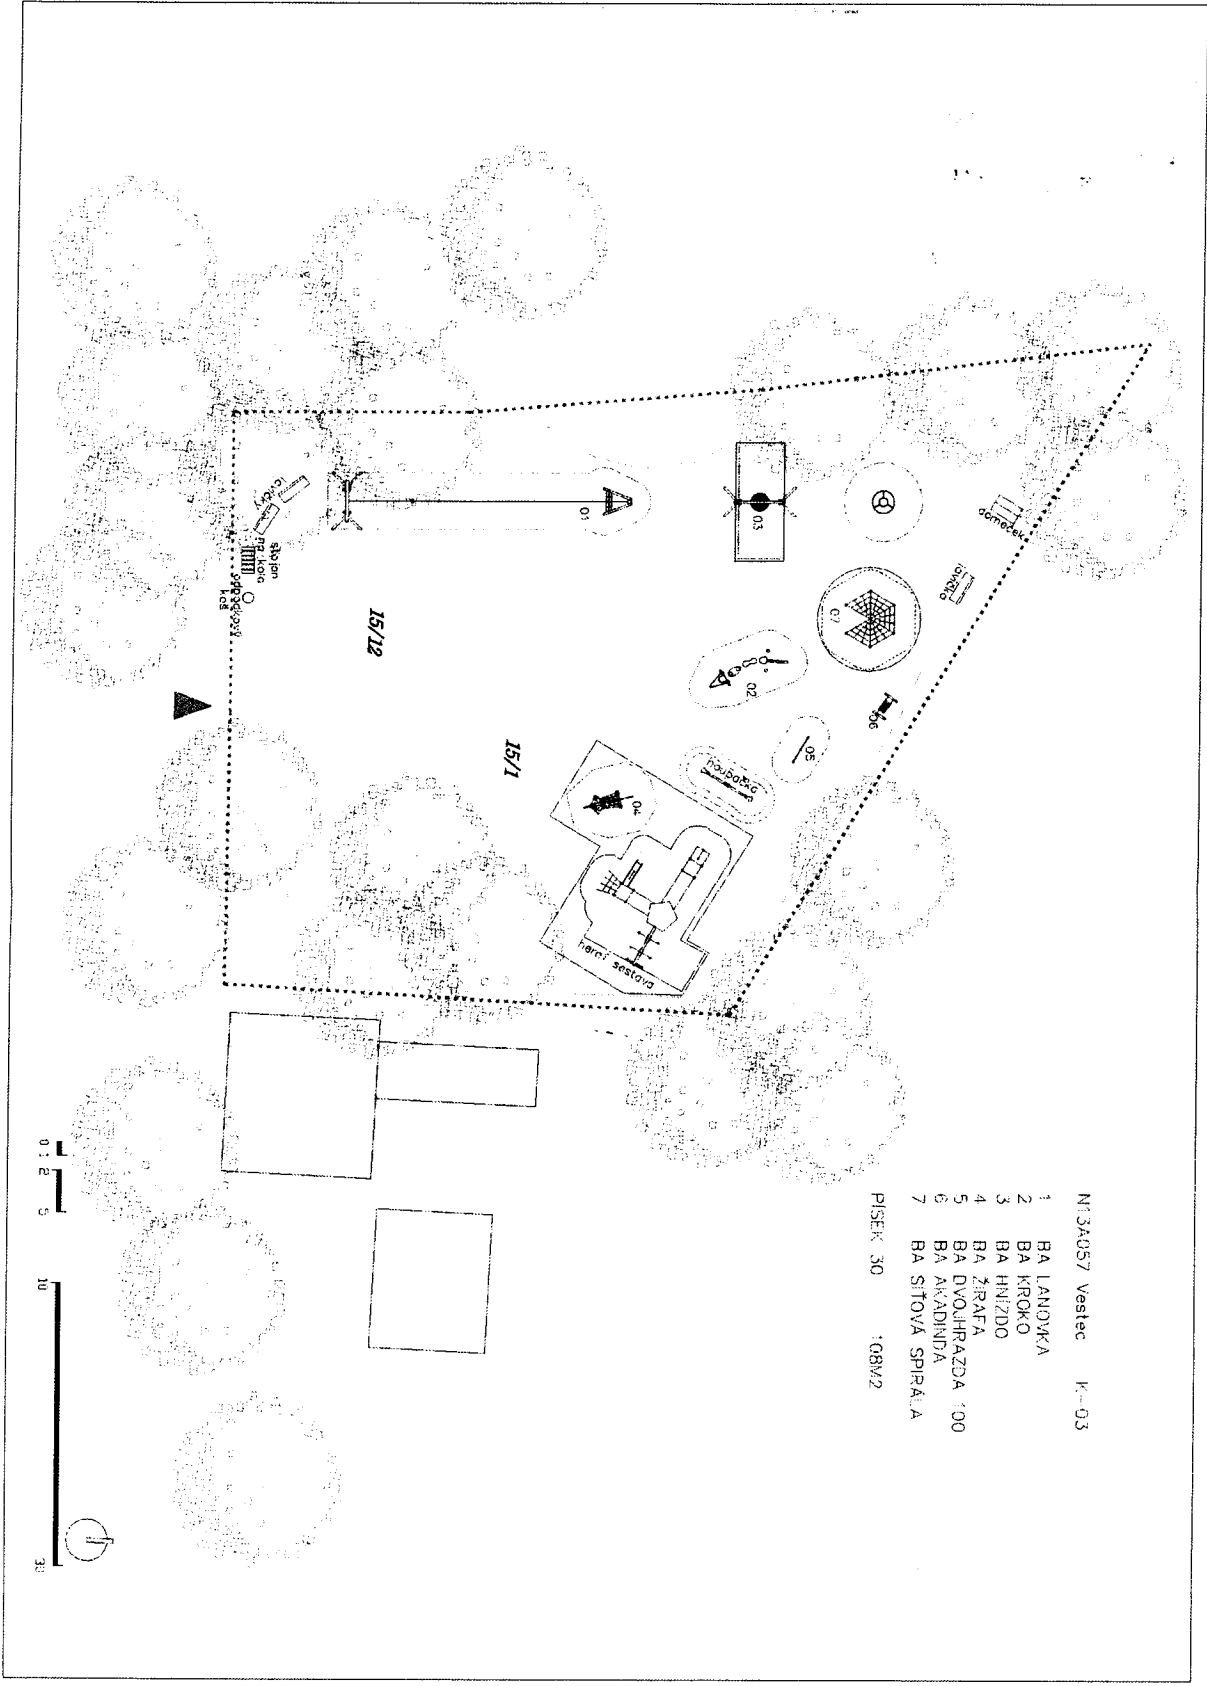 N13A057 Vestec K-03
1 BA LANOVKA
2 BA KROKO
3 BA HNÍZDO
4 BA ŽIRAFA
5 BA DVOJHRAZDA 100
6 BA AKADINDA
7 BA SÍŤOVÁ SPIRÁLA
PÍSEK 30 108M2
domeček
lavička
03
07
06
02
05
houpačka
01
04
herní sestava
15/1
15/12
lavičky
stojan
na kola
odpadkový
koš
0 1 2 5 10 30